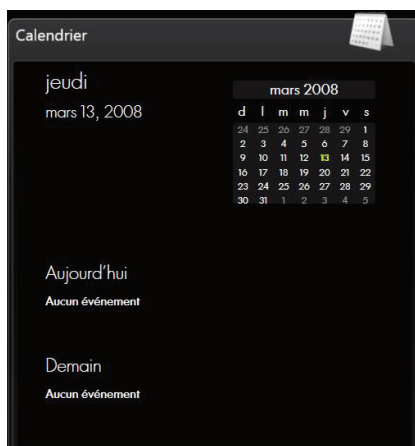 Calendrier
jeudi
mars 13, 2008
mars 2008
d l m m j v s
24 25 26 27 28 29 1
2 3 4 5 6 7 8
9 10 11 12 13 14 15
16 17 18 19 20 21 22
23 24 25 26 27 28 29
30 31 1 2 3 4 5
Aujourd'hui
Aucun événement
Demain
Aucun événement